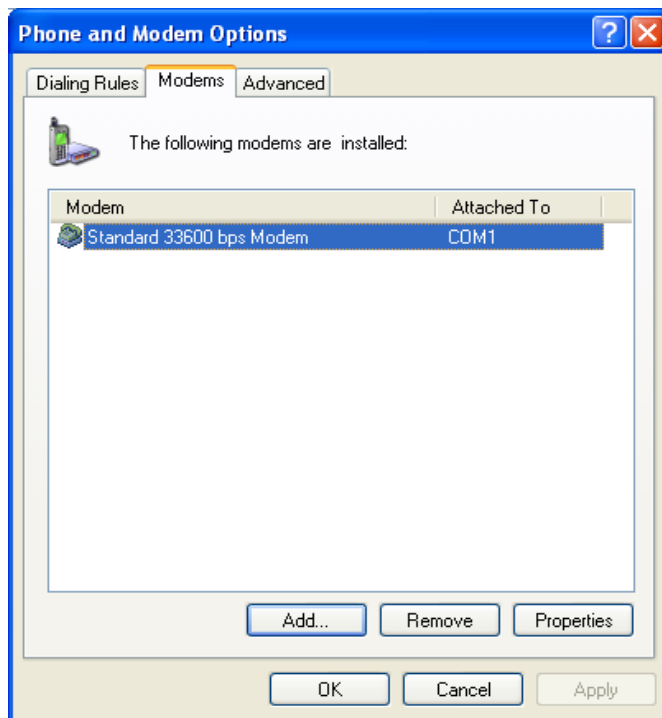 Phone and Modem Options
Dialing Rules Modems Advanced
The following modems are installed:
Modem Attached To
Standard 33600 bps Modem COM1
Add... Remove Properties
OK Cancel Apply